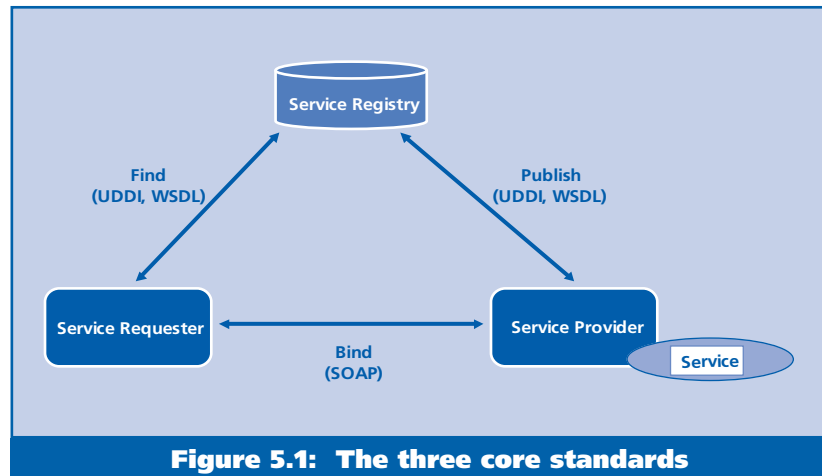 Service Registry
Find
(UDDI, WSDL)
Publish
(UDDI, WSDL)
Service Requester
Service Provider
Bind
(SOAP)
Service
Figure 5.1: The three core standards